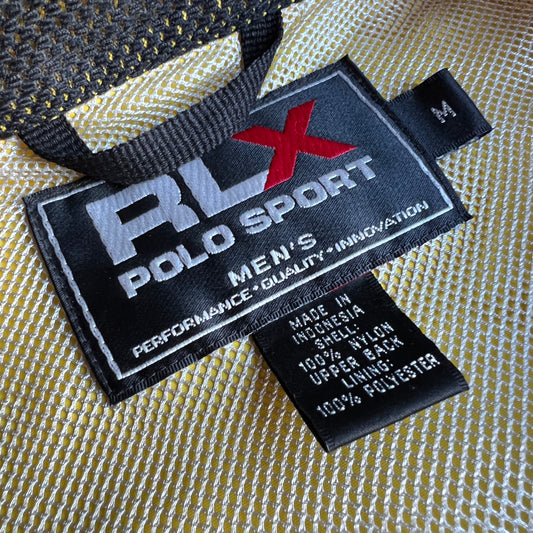 RLX
POLO SPORT
MEN'S
PERFORMANCE • QUALITY • INNOVATION
M
MADE IN
INDONESIA
SHELL:
100% NYLON
UPPER BACK
LINING:
100% POLYESTER